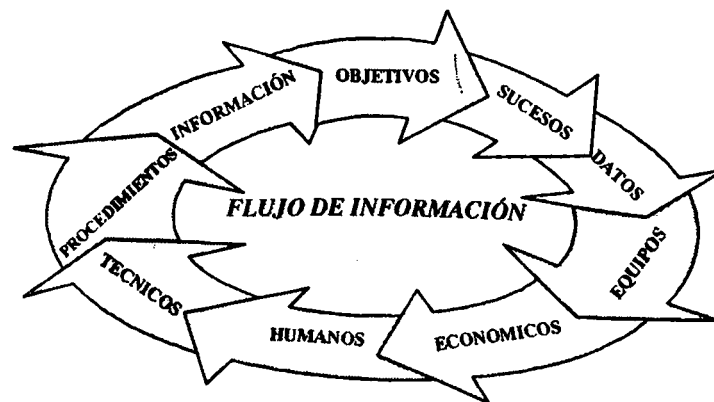 OBJETIVOS
SUCESOS
DATOS
EQUIPOS
ECONOMICOS
HUMANOS
TECNICOS
PROCEDIMIENTOS
INFORMACIÓN
FLUJO DE INFORMACIÓN